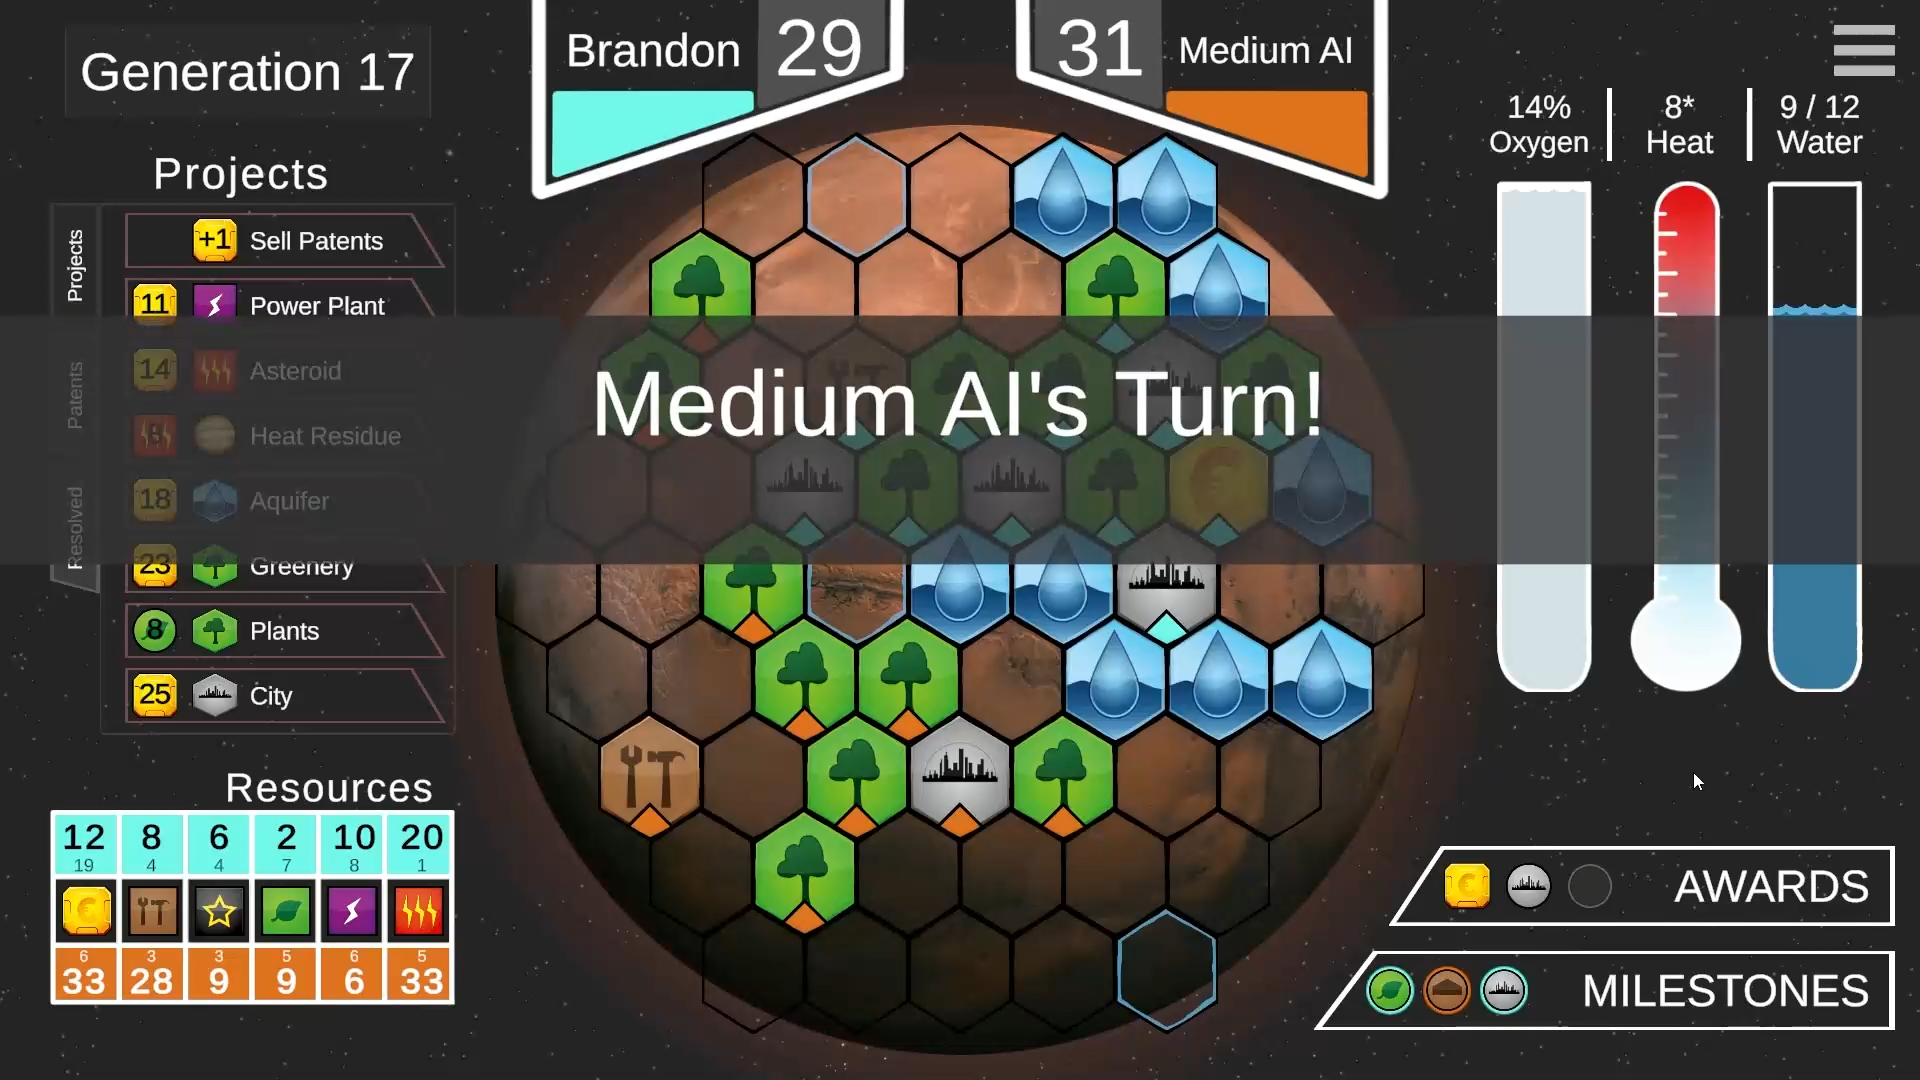 Generation 17
Brandon 29
31 Medium AI
14% Oxygen
8* Heat
9 / 12 Water
Projects
Projects
Patents
Resolved
+1 Sell Patents
11 Power Plant
14 Asteroid
Heat Residue
18 Aquifer
23 Greenery
8 Plants
25 City
Medium AI's Turn!
Resources
12 8 6 2 10 20
19 4 4 7 8 1
6 3 3 5 6 5
33 28 9 9 6 33
AWARDS
MILESTONES